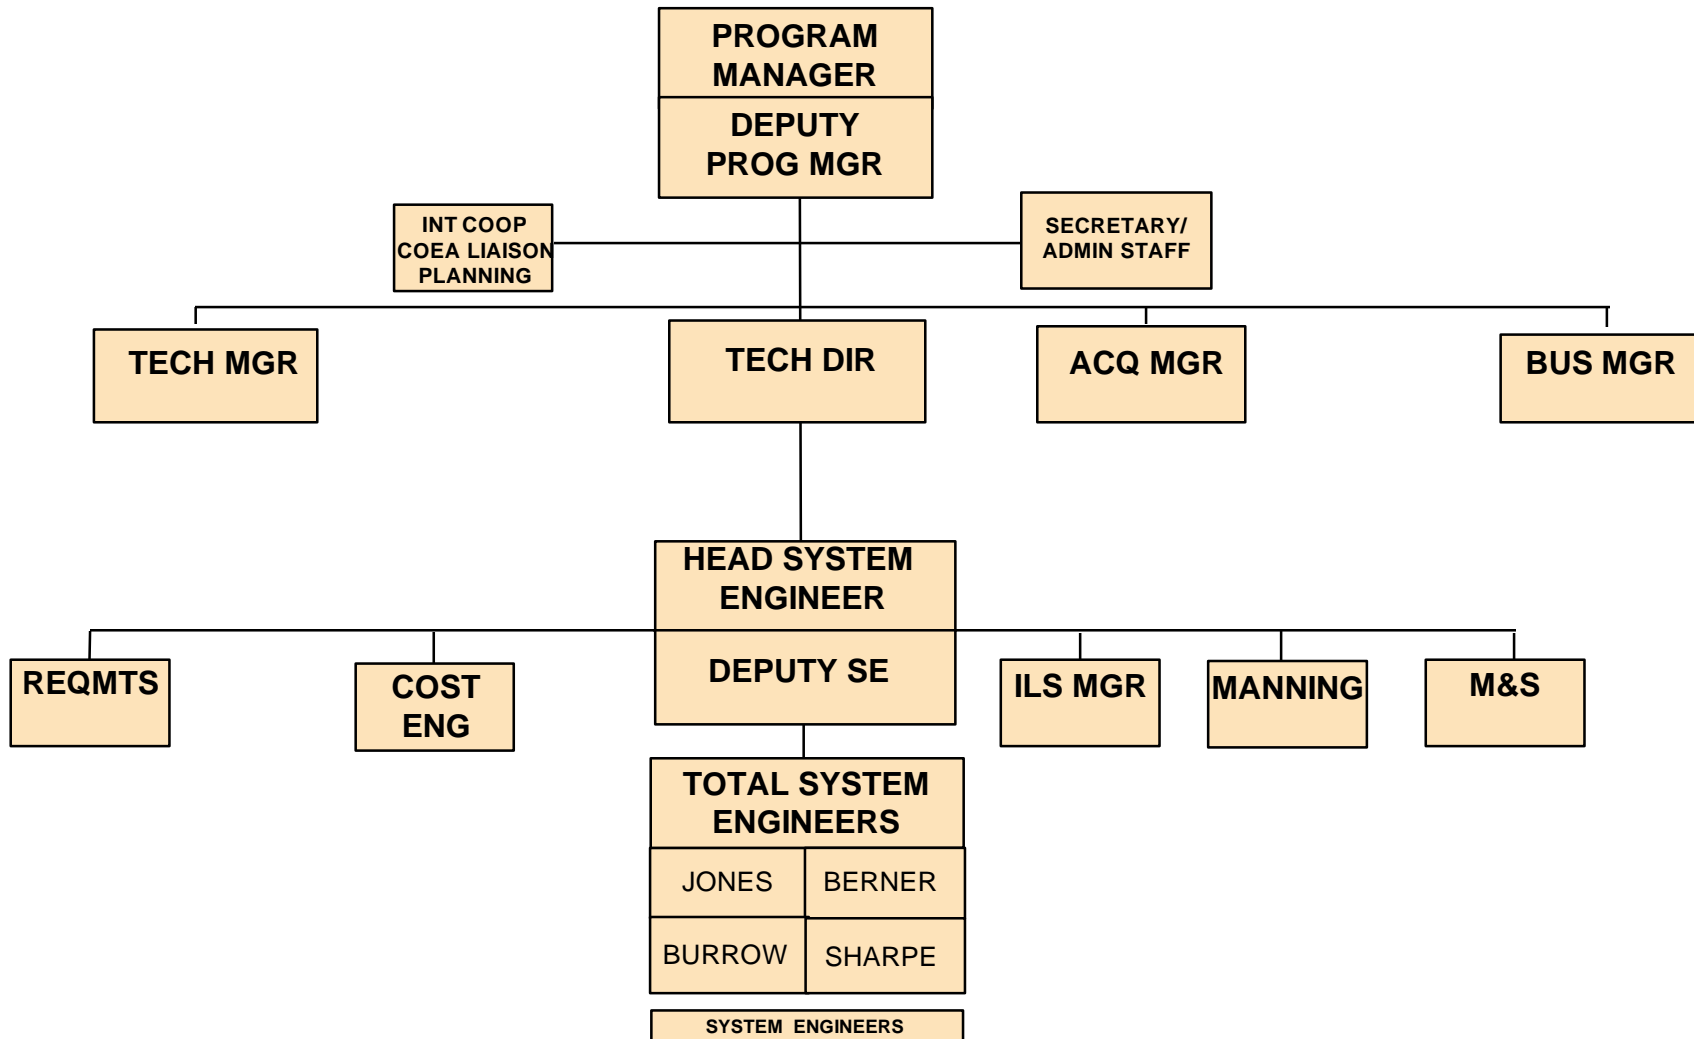 PROGRAM
MANAGER
DEPUTY
PROG MGR
INT COOP
COEA LIAISON
PLANNING
SECRETARY/
ADMIN STAFF
TECH MGR
TECH DIR
ACQ MGR
BUS MGR
HEAD SYSTEM
ENGINEER
DEPUTY SE
REQMTS
COST
ENG
ILS MGR
MANNING
M&S
TOTAL SYSTEM
ENGINEERS
JONES
BERNER
BURROW
SHARPE
SYSTEM ENGINEERS